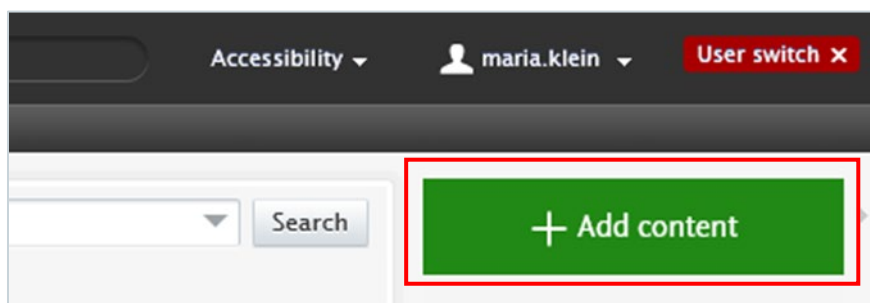 Accessibility
maria.klein
User switch ×
Search
+ Add content